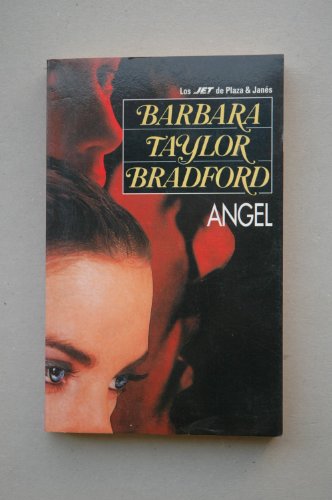 Los JET de Plaza & Janés
BARBARA
TAYLOR
BRADFORD
ANGEL